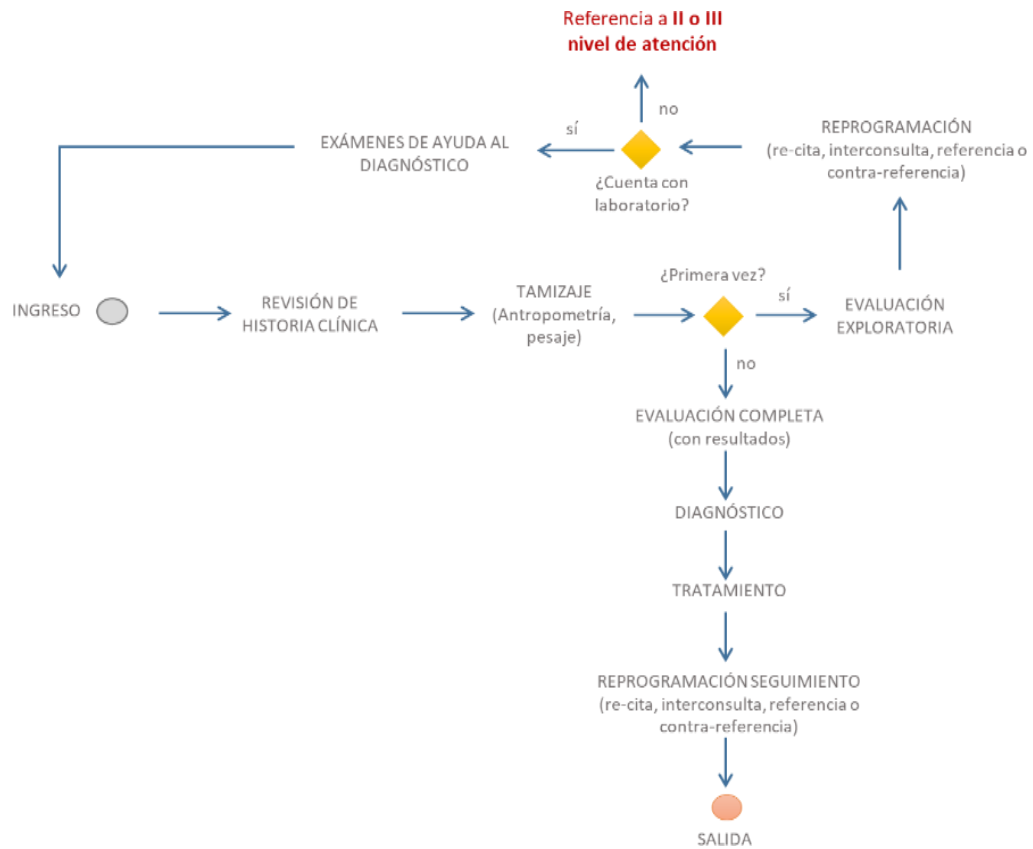 Referencia a II o III
nivel de atención
no
sí
EXÁMENES DE AYUDA AL
DIAGNÓSTICO
¿Cuenta con
laboratorio?
REPROGRAMACIÓN
(re-cita, interconsulta, referencia o
contra-referencia)
INGRESO
REVISIÓN DE
HISTORIA CLÍNICA
TAMIZAJE
(Antropometría,
pesaje)
¿Primera vez?
sí
EVALUACIÓN
EXPLORATORIA
no
EVALUACIÓN COMPLETA
(con resultados)
DIAGNÓSTICO
TRATAMIENTO
REPROGRAMACIÓN SEGUIMIENTO
(re-cita, interconsulta, referencia o
contra-referencia)
SALIDA